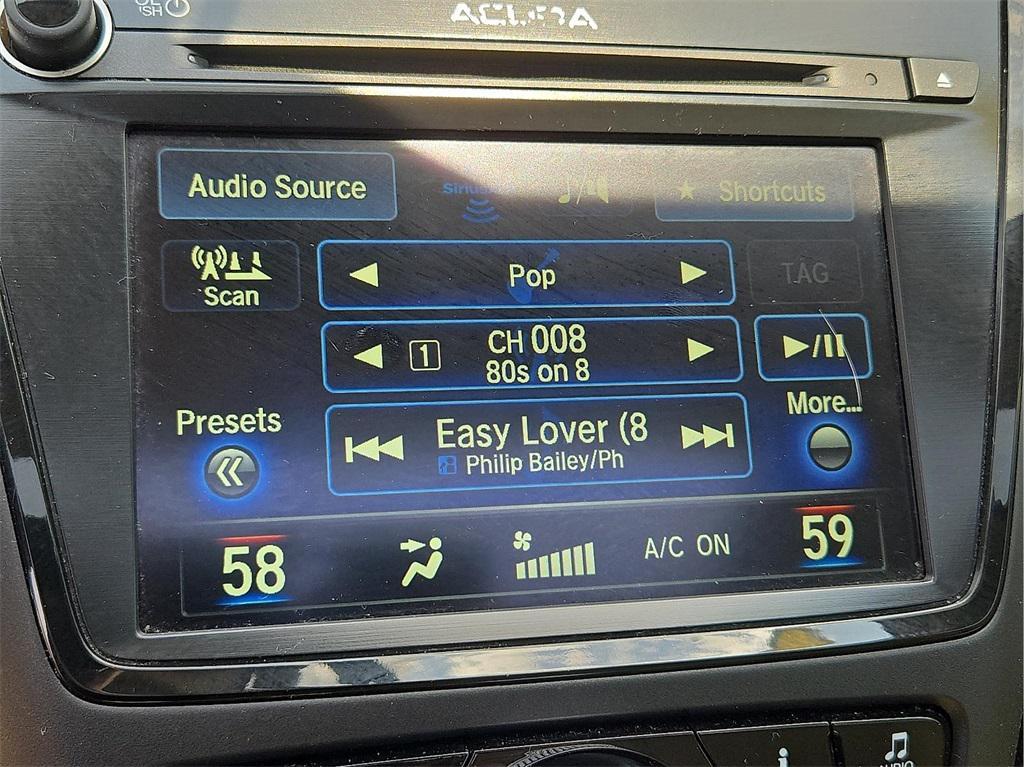 ACURA
Audio Source
Shortcuts
Scan
Pop
TAG
1
CH 008
80s on 8
Presets
More...
Easy Lover (8
Philip Bailey/Ph
58
A/C ON
59
i
AUDIO